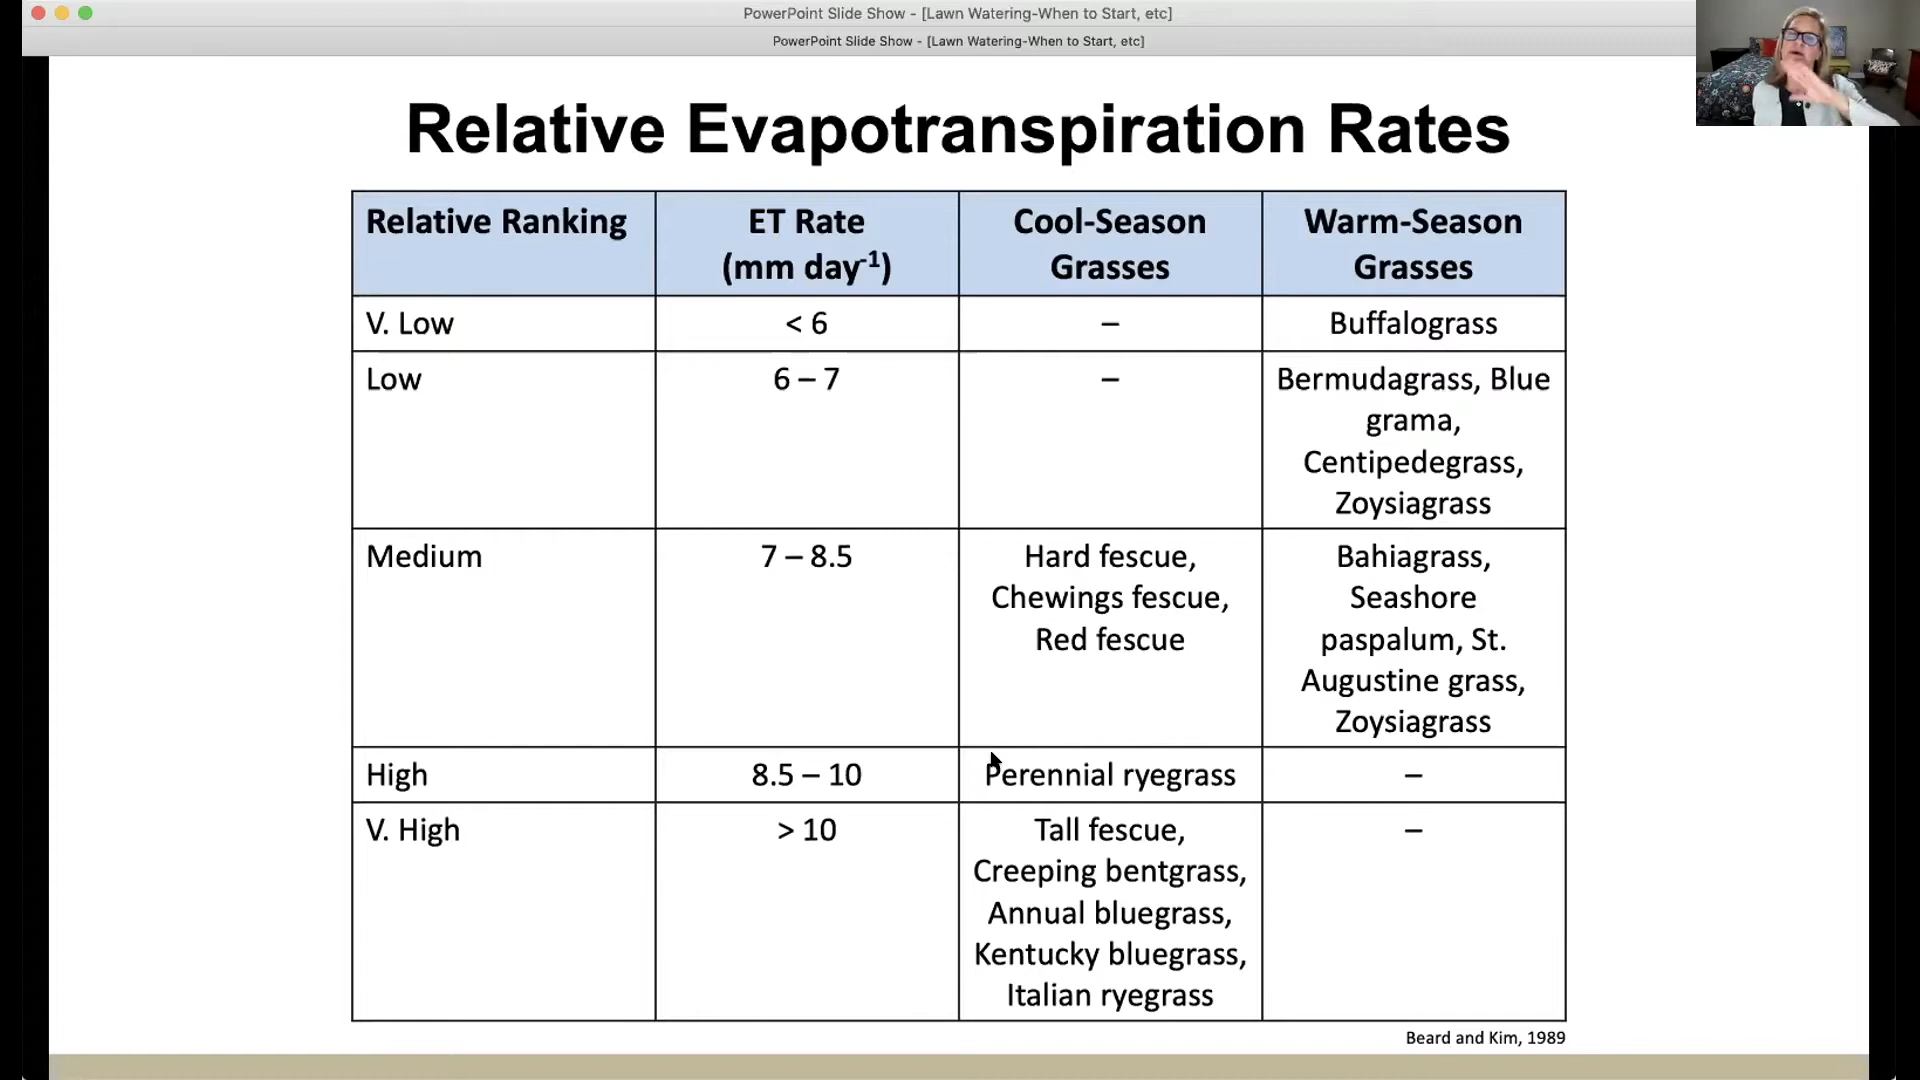 PowerPoint Slide Show - [Lawn Watering-When to Start, etc]
PowerPoint Slide Show - [Lawn Watering-When to Start, etc]
Relative Evapotranspiration Rates
Relative Ranking
ET Rate
(mm day⁻¹)
Cool-Season
Grasses
Warm-Season
Grasses
V. Low
< 6
–
Buffalograss
Low
6 – 7
–
Bermudagrass, Blue
grama,
Centipedegrass,
Zoysiagrass
Medium
7 – 8.5
Hard fescue,
Chewings fescue,
Red fescue
Bahiagrass,
Seashore
paspalum, St.
Augustine grass,
Zoysiagrass
High
8.5 – 10
Perennial ryegrass
–
V. High
> 10
Tall fescue,
Creeping bentgrass,
Annual bluegrass,
Kentucky bluegrass,
Italian ryegrass
–
Beard and Kim, 1989